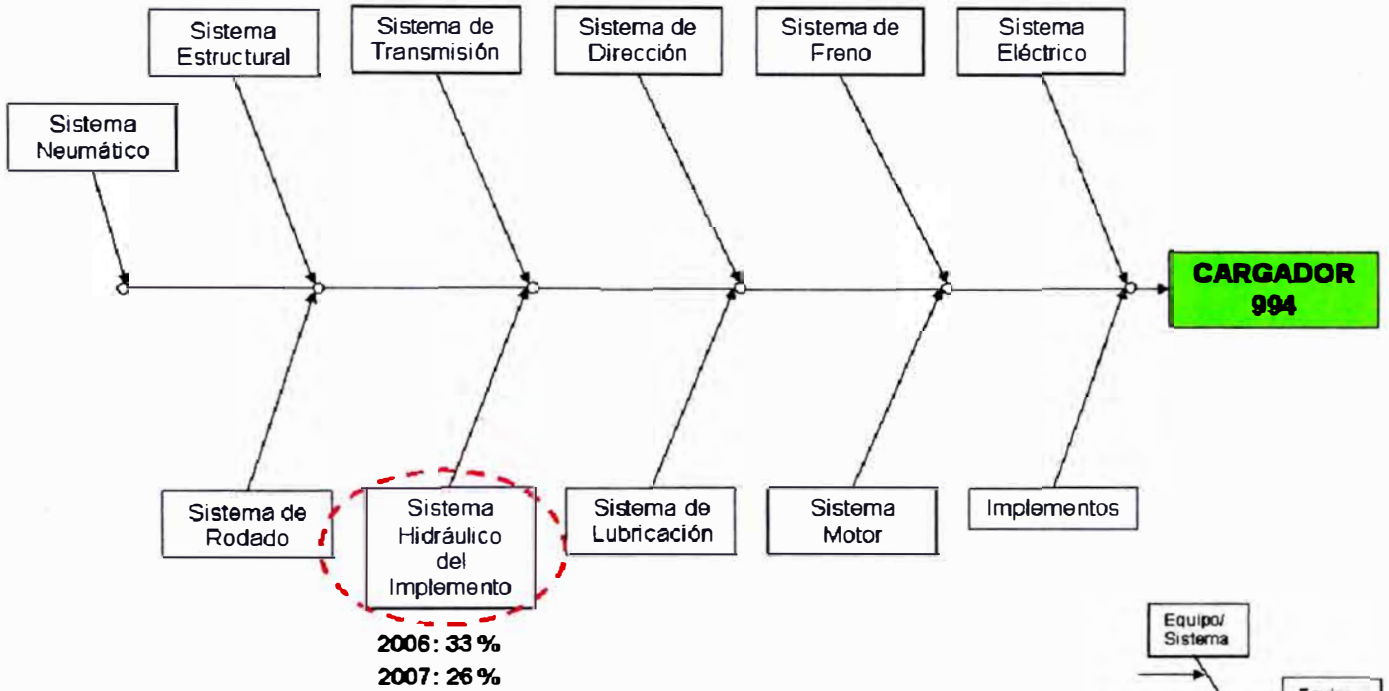 Sistema
Estructural
Sistema de
Transmisión
Sistema de
Dirección
Sistema de
Freno
Sistema
Eléctrico
Sistema
Neumático
CARGADOR
994
Sistema de
Rodado
Sistema
Hidráulico
del
Implemento
Sistema de
Lubricación
Sistema
Motor
Implementos
2006: 33 %
2007: 26 %
Equipo/
Sistema